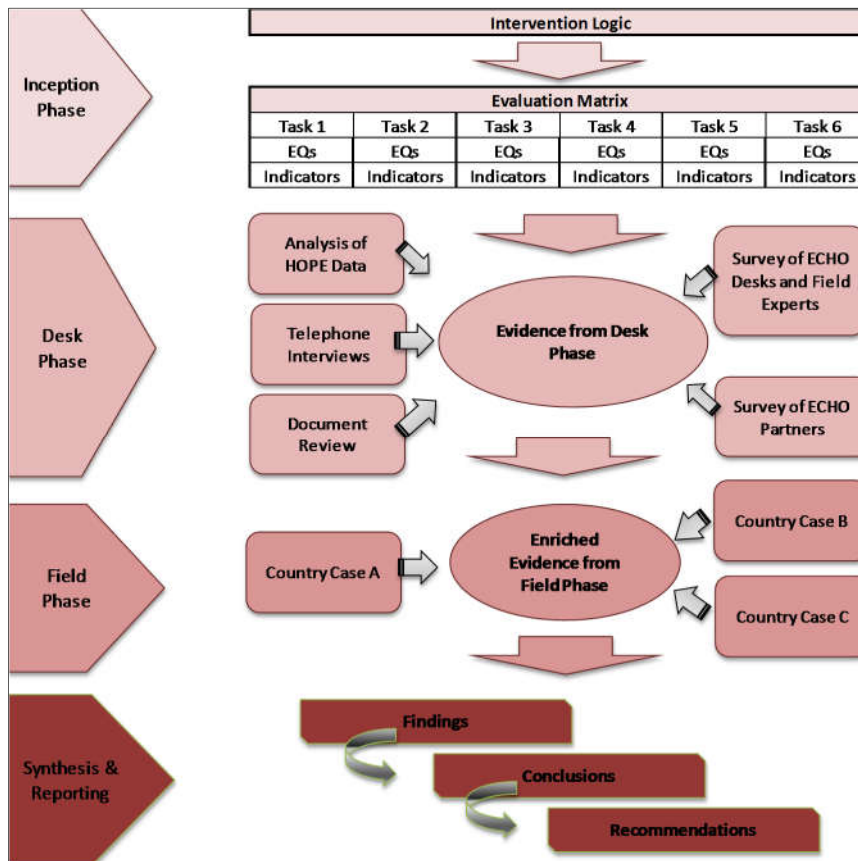 Inception
Phase
Intervention Logic
Evaluation Matrix
Task 1 Task 2 Task 3 Task 4 Task 5 Task 6
EQs EQs EQs EQs EQs EQs
Indicators Indicators Indicators Indicators Indicators Indicators
Desk
Phase
Analysis of
HOPE Data
Telephone
Interviews
Document
Review
Evidence from Desk
Phase
Survey of ECHO
Desks and Field
Experts
Survey of ECHO
Partners
Field
Phase
Country Case A
Enriched
Evidence from
Field Phase
Country Case B
Country Case C
Synthesis &
Reporting
Findings
Conclusions
Recommendations